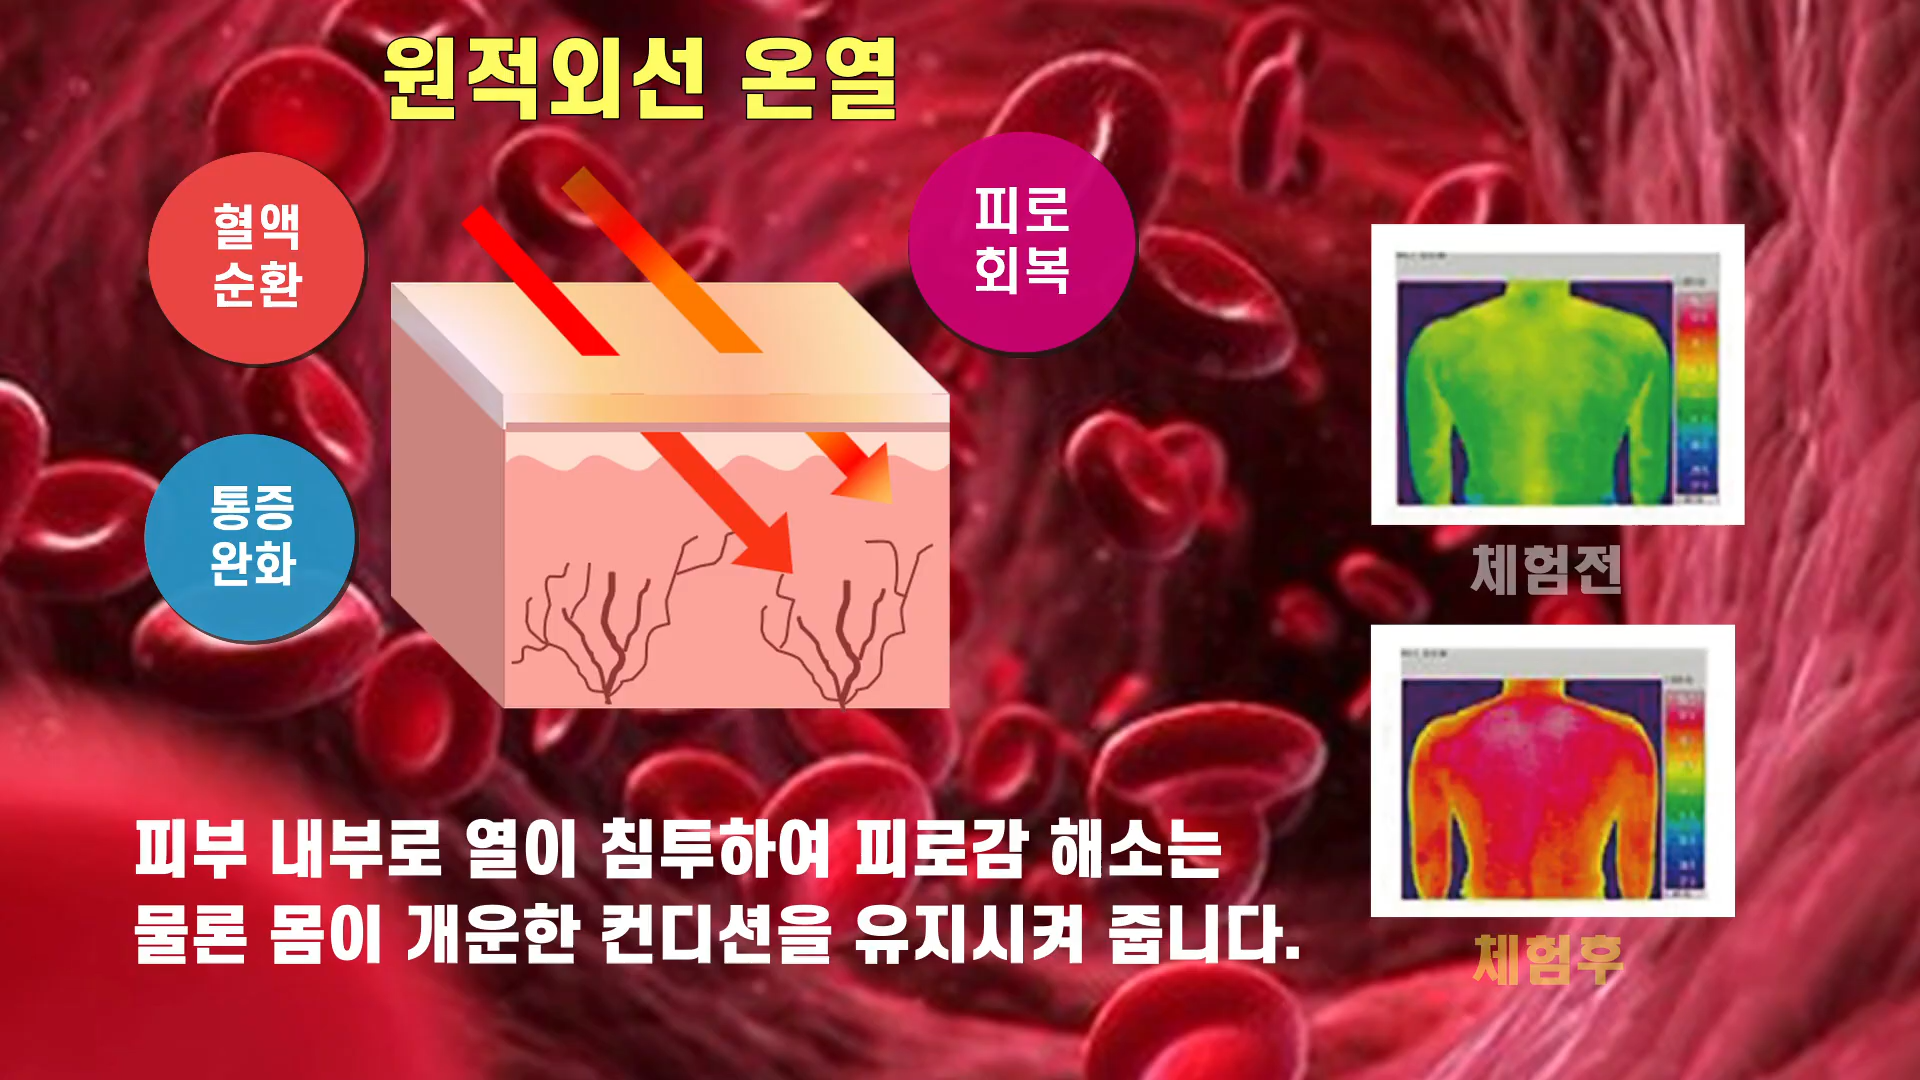 원적외선 온열
혈액
순환
피로
회복
통증
완화
체험전
피부 내부로 열이 침투하여 피로감 해소는
물론 몸이 개운한 컨디션을 유지시켜 줍니다.
체험후